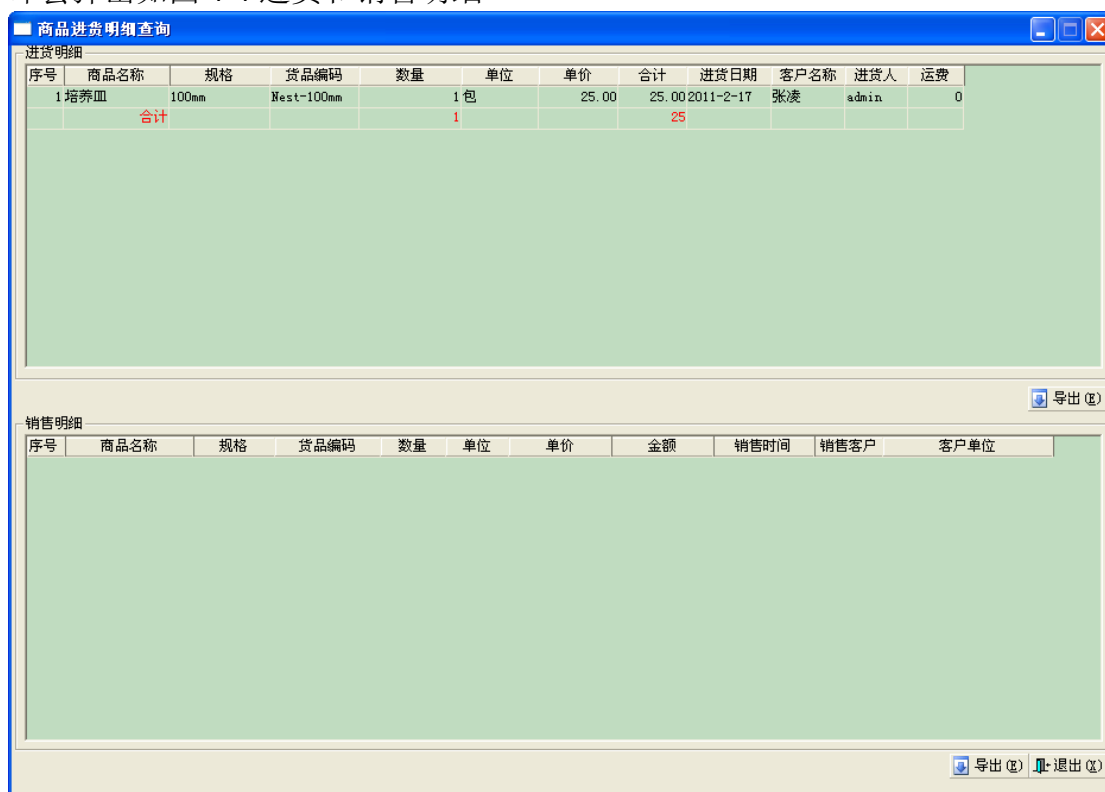 商品进货明细查询
进货明细
序号 商品名称 规格 货品编码 数量 单位 单价 合计 进货日期 客户名称 进货人 运费
1 培养皿 100mm Nest-100mm 1 包 25.00 25.00 2011-2-17 张凌 admin 0
合计 1 25
导出(E)
销售明细
序号 商品名称 规格 货品编码 数量 单位 单价 金额 销售时间 销售客户 客户单位
导出(E) 退出(X)